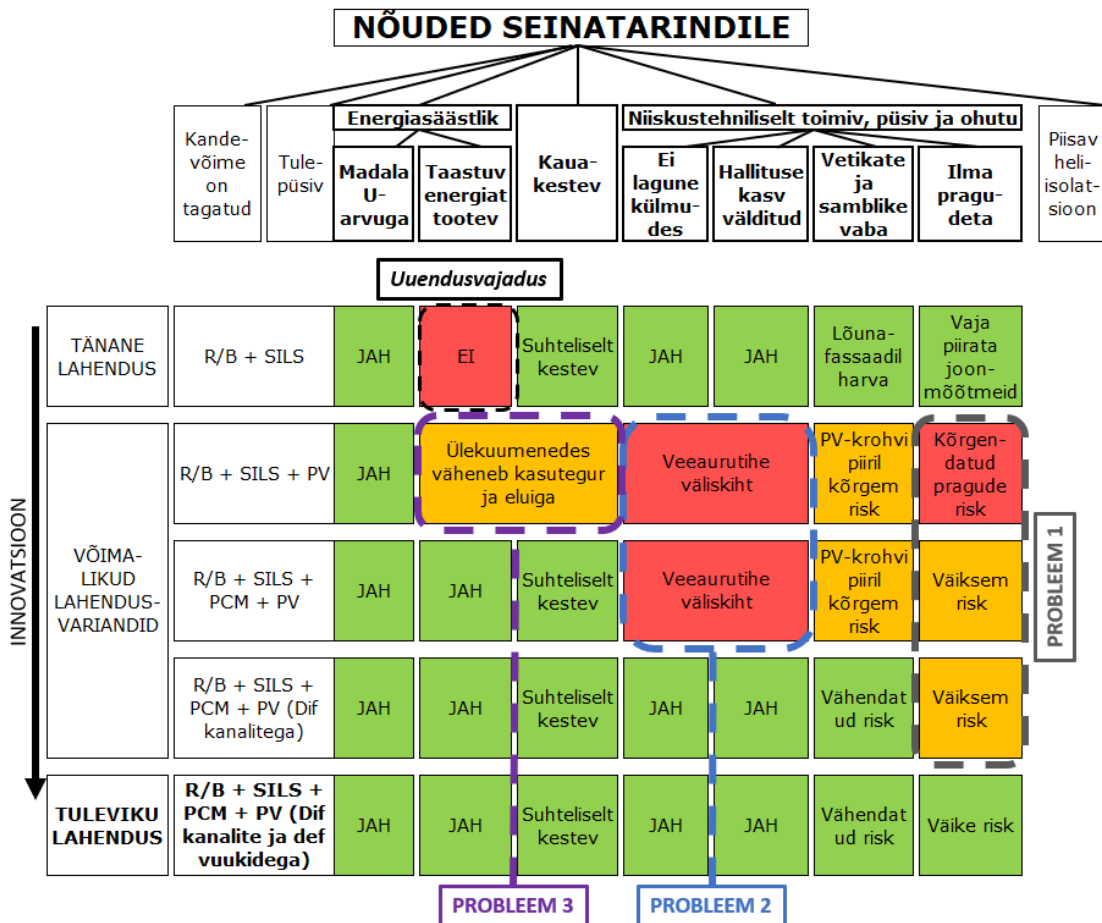 NÕUDED SEINATARINDILE
Kande-
võime
on
tagatud
Tule-
püsiv
Energiasäästlik
Madala
U-
arvuga
Taastuv
energiat
tootev
Kaua-
kestev
Niiskustehniliselt toimiv, püsiv ja ohutu
Ei
lagune
külmu-
des
Hallituse
kasv
välditud
Vetikate
ja
samblike
vaba
Ilma
pragu-
deta
Piisav
heli-
isolat-
sioon
Uuendusvajadus
INNOVATSIOON
TÄNANE
LAHENDUS
R/B + SILS
JAH
EI
Suhteliselt
kestev
JAH
JAH
Lõuna-
fassaadil
harva
Vaja
piirata
joon-
mõõtmeid
VÕIMA-
LIKUD
LAHENDUS-
VARIANDID
R/B + SILS + PV
JAH
Ülekuumenedes
väheneb kasutegur
ja eluiga
Veeaurutihe
väliskiht
PV-krohvi
piiril
kõrgem
risk
Kõrgen-
datud
pragude
risk
R/B + SILS +
PCM + PV
JAH
JAH
Suhteliselt
kestev
Veeaurutihe
väliskiht
PV-krohvi
piiril
kõrgem
risk
Väiksem
risk
R/B + SILS +
PCM + PV (Dif
kanalitega)
JAH
JAH
Suhteliselt
kestev
JAH
JAH
Vähendat
ud risk
Väiksem
risk
PROBLEEM 1
TULEVIKU
LAHENDUS
R/B + SILS +
PCM + PV (Dif
kanalite ja def
vuukidega)
JAH
JAH
Suhteliselt
kestev
JAH
JAH
Vähendat
ud risk
Väike risk
PROBLEEM 3
PROBLEEM 2